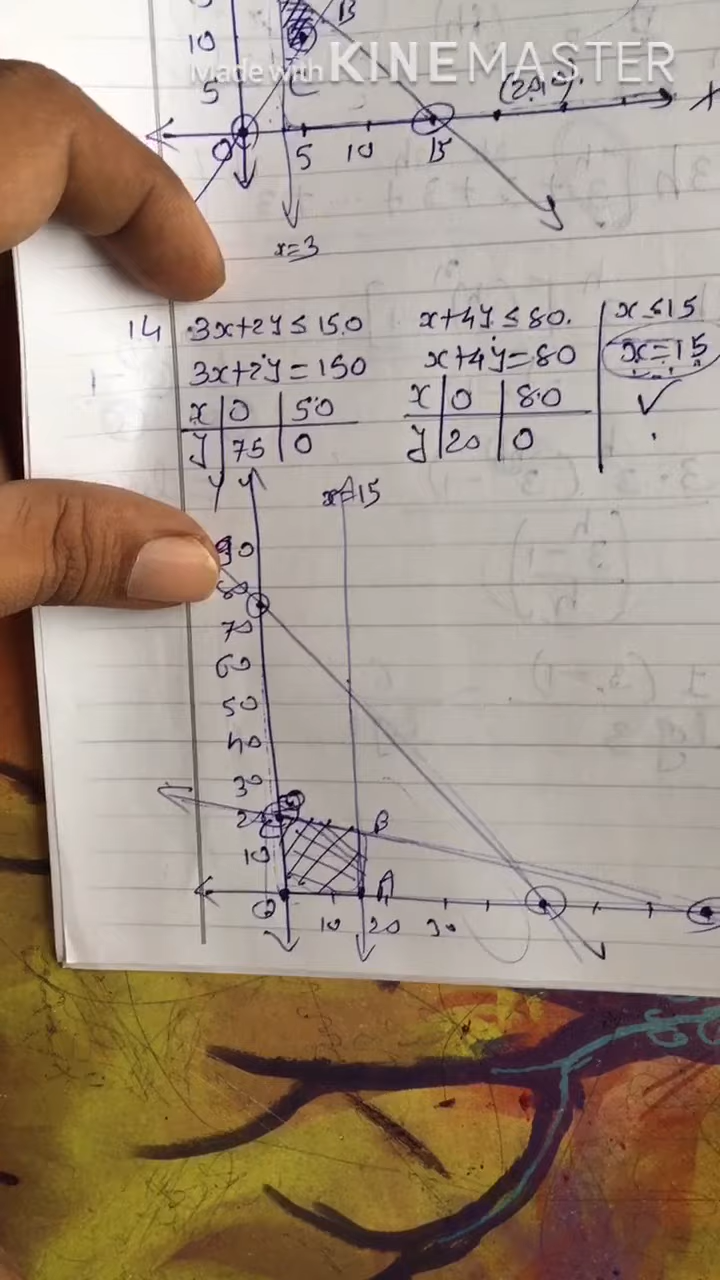 B
10
Made with KINEMASTER
5
C
X
0 5 10 15
x=3
14 3x+2y≤150 x+4y≤80. x≤15
3x+2y=150 x+4y=80 x=15
x 0 50 x 0 80 ✓
y 75 0 y 20 0
y x=15
90
80
70
60
50
40
30
20 B
10
A
0 10 20 30